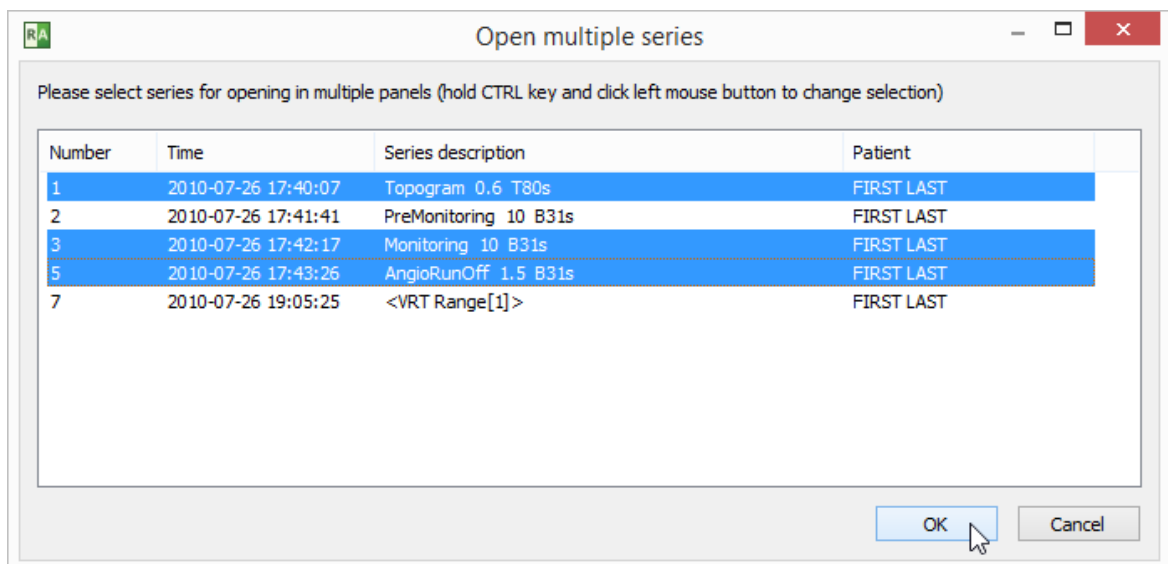 RA Open multiple series
Please select series for opening in multiple panels (hold CTRL key and click left mouse button to change selection)
Number Time Series description Patient
1 2010-07-26 17:40:07 Topogram 0.6 T80s FIRST LAST
2 2010-07-26 17:41:41 PreMonitoring 10 B31s FIRST LAST
3 2010-07-26 17:42:17 Monitoring 10 B31s FIRST LAST
5 2010-07-26 17:43:26 AngioRunOff 1.5 B31s FIRST LAST
7 2010-07-26 19:05:25 <VRT Range[1]> FIRST LAST
OK Cancel